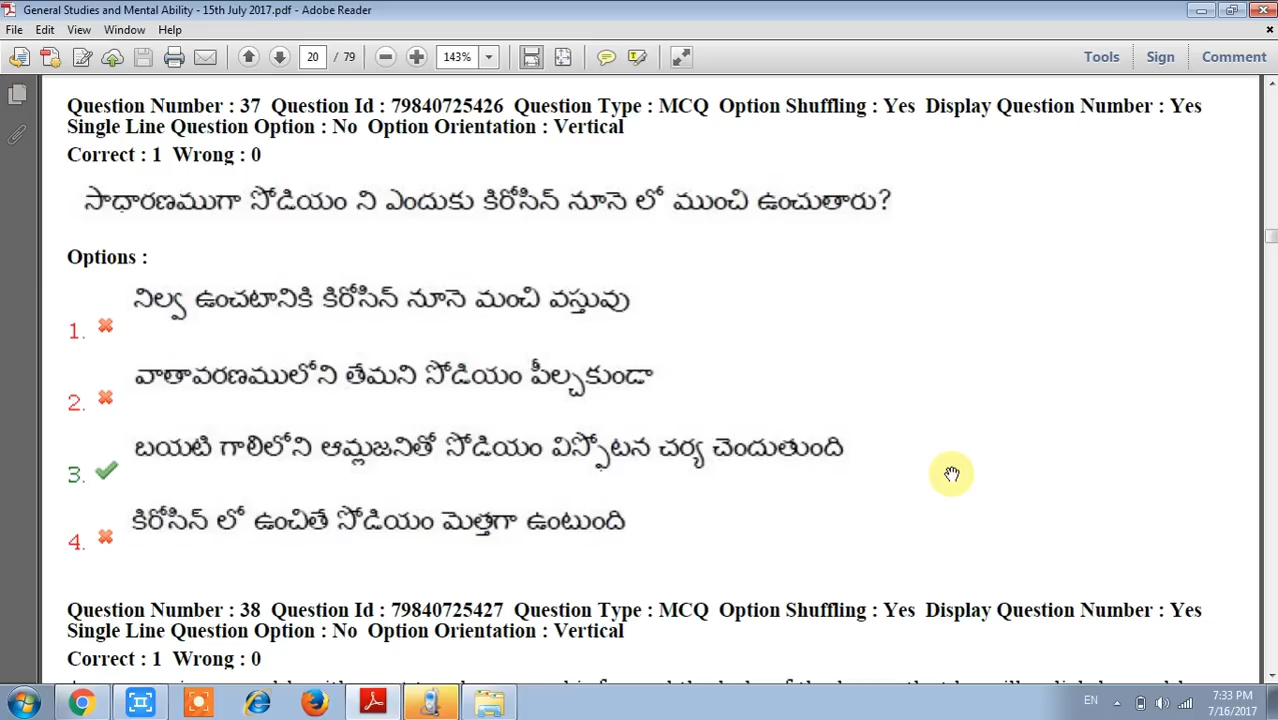 General Studies and Mental Ability - 15th July 2017.pdf - Adobe Reader
File Edit View Window Help
20 / 79 143% Tools Sign Comment
Question Number : 37 Question Id : 79840725426 Question Type : MCQ Option Shuffling : Yes Display Question Number : Yes
Single Line Question Option : No Option Orientation : Vertical
Correct : 1 Wrong : 0
సాధారణముగా సోడియం ని ఎందుకు కిరోసిన్ నూనె లో ముంచి ఉంచుతారు?
Options :
నిల్వ ఉంచటానికి కిరోసిన్ నూనె మంచి వస్తువు
1.
వాతావరణములోని తేమని సోడియం పీల్చకుండా
2.
బయటి గాలిలోని ఆమ్లజనితో సోడియం విస్ఫోటన చర్య చెందుతుంది
3.
కిరోసిన్ లో ఉంచితే సోడియం మెత్తగా ఉంటుంది
4.
Question Number : 38 Question Id : 79840725427 Question Type : MCQ Option Shuffling : Yes Display Question Number : Yes
Single Line Question Option : No Option Orientation : Vertical
Correct : 1 Wrong : 0
EN 7:33 PM
7/16/2017